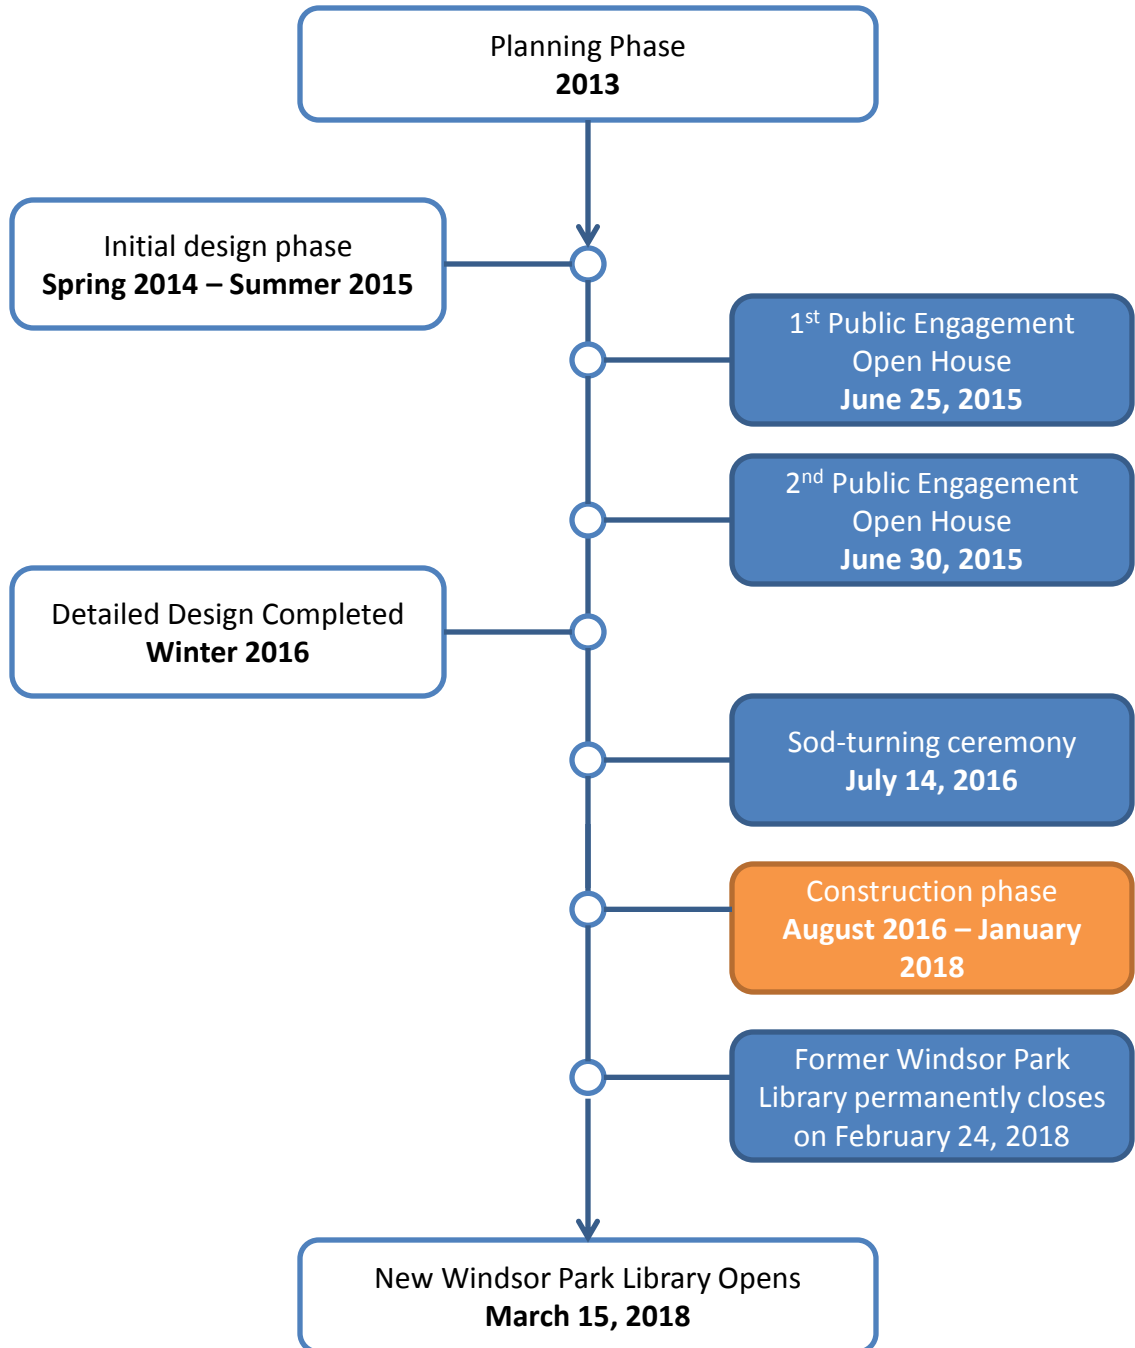 Planning Phase
2013
Initial design phase
Spring 2014 – Summer 2015
1st Public Engagement
Open House
June 25, 2015
2nd Public Engagement
Open House
June 30, 2015
Detailed Design Completed
Winter 2016
Sod-turning ceremony
July 14, 2016
Construction phase
August 2016 – January
2018
Former Windsor Park
Library permanently closes
on February 24, 2018
New Windsor Park Library Opens
March 15, 2018